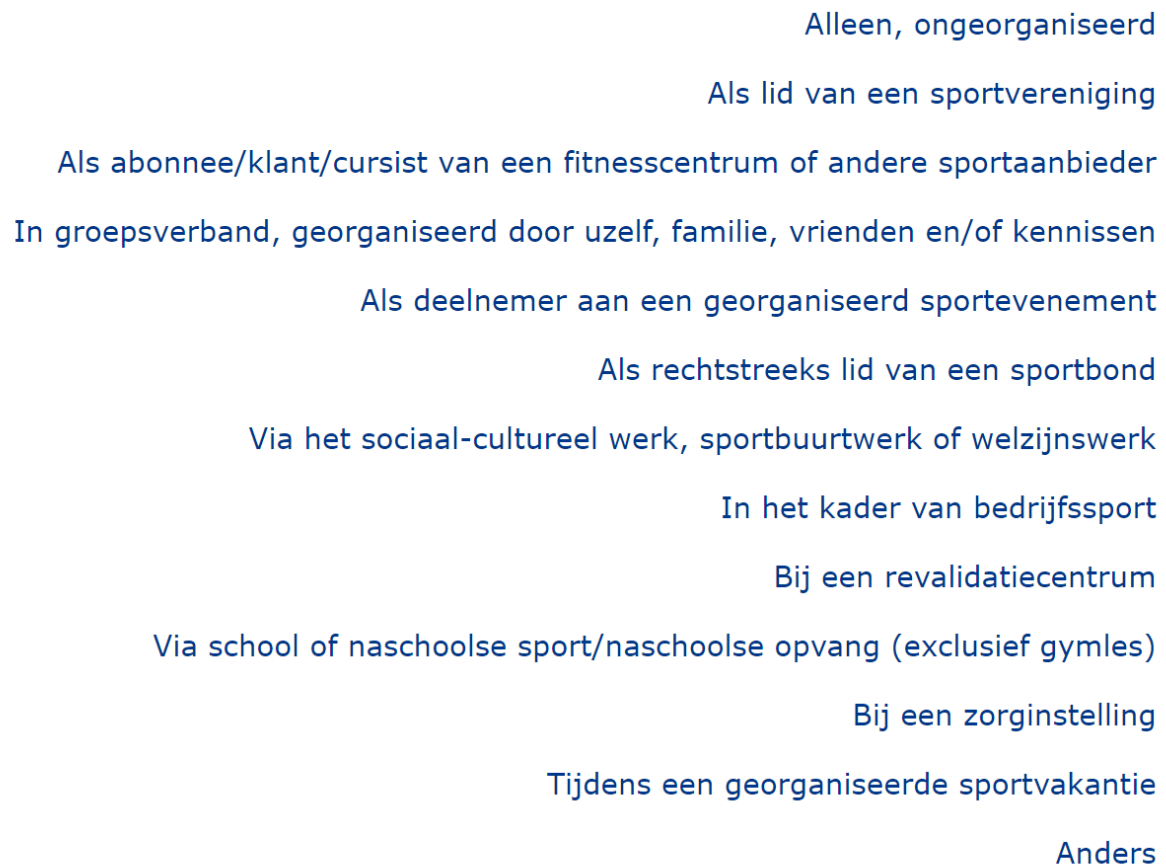 Alleen, ongeorganiseerd
Als lid van een sportvereniging
Als abonnee/klant/cursist van een fitnesscentrum of andere sportaanbieder
In groepsverband, georganiseerd door uzelf, familie, vrienden en/of kennissen
Als deelnemer aan een georganiseerd sportevenement
Als rechtstreeks lid van een sportbond
Via het sociaal-cultureel werk, sportbuurtwerk of welzijnswerk
In het kader van bedrijfssport
Bij een revalidatiecentrum
Via school of naschoolse sport/naschoolse opvang (exclusief gymles)
Bij een zorginstelling
Tijdens een georganiseerde sportvakantie
Anders